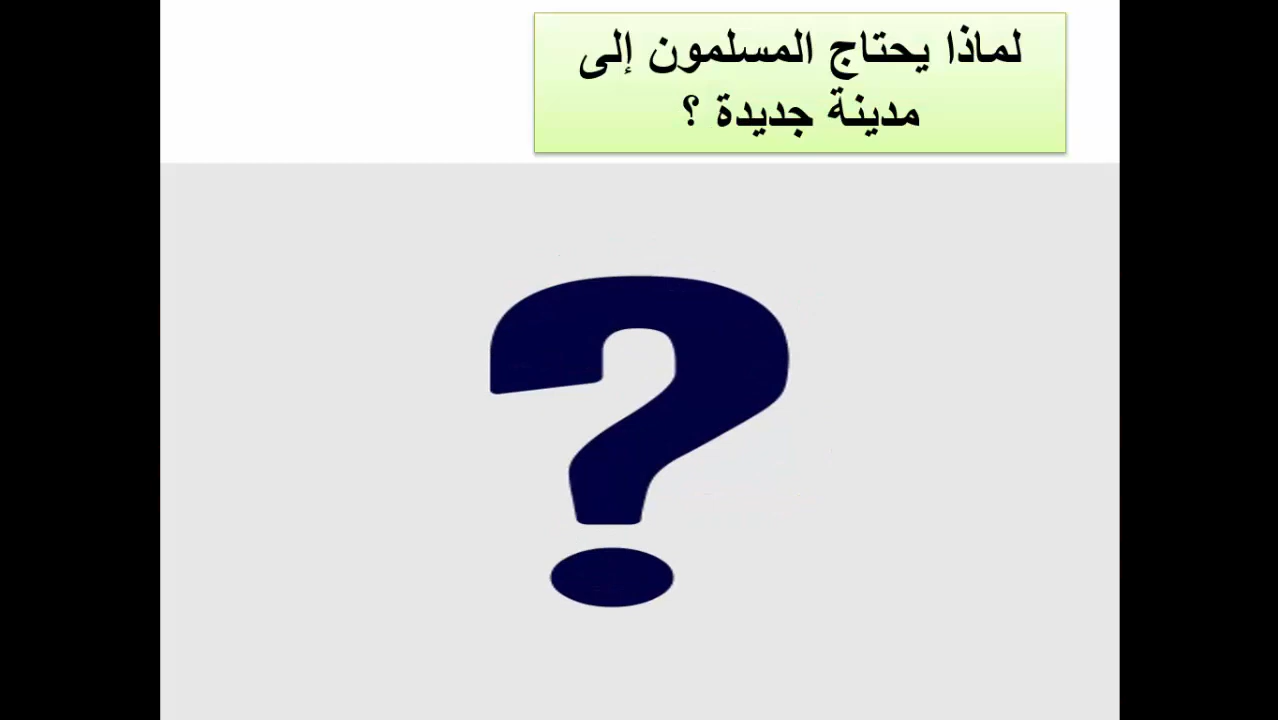 لماذا يحتاج المسلمون إلى
مدينة جديدة ؟
?